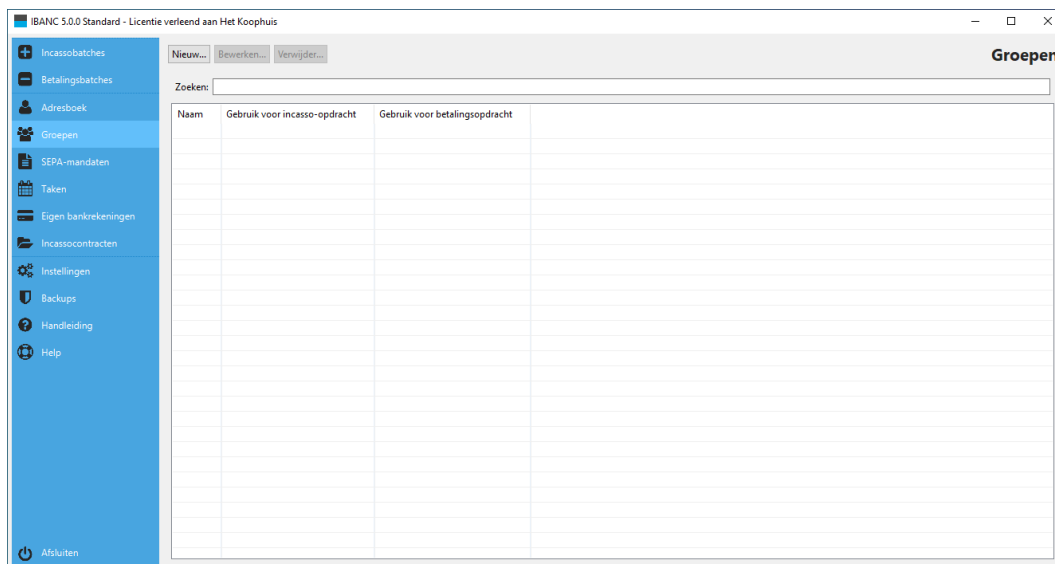 IBANC 5.0.0 Standard - Licentie verleend aan Het Koophuis
Incassobatches
Betalingsbatches
Adresboek
Groepen
SEPA-mandaten
Taken
Eigen bankrekeningen
Incassocontracten
Instellingen
Backups
Handleiding
Help
Afsluiten
Nieuw... Bewerken... Verwijder...
Groepen
Zoeken:
Naam Gebruik voor incasso-opdracht Gebruik voor betalingsopdracht